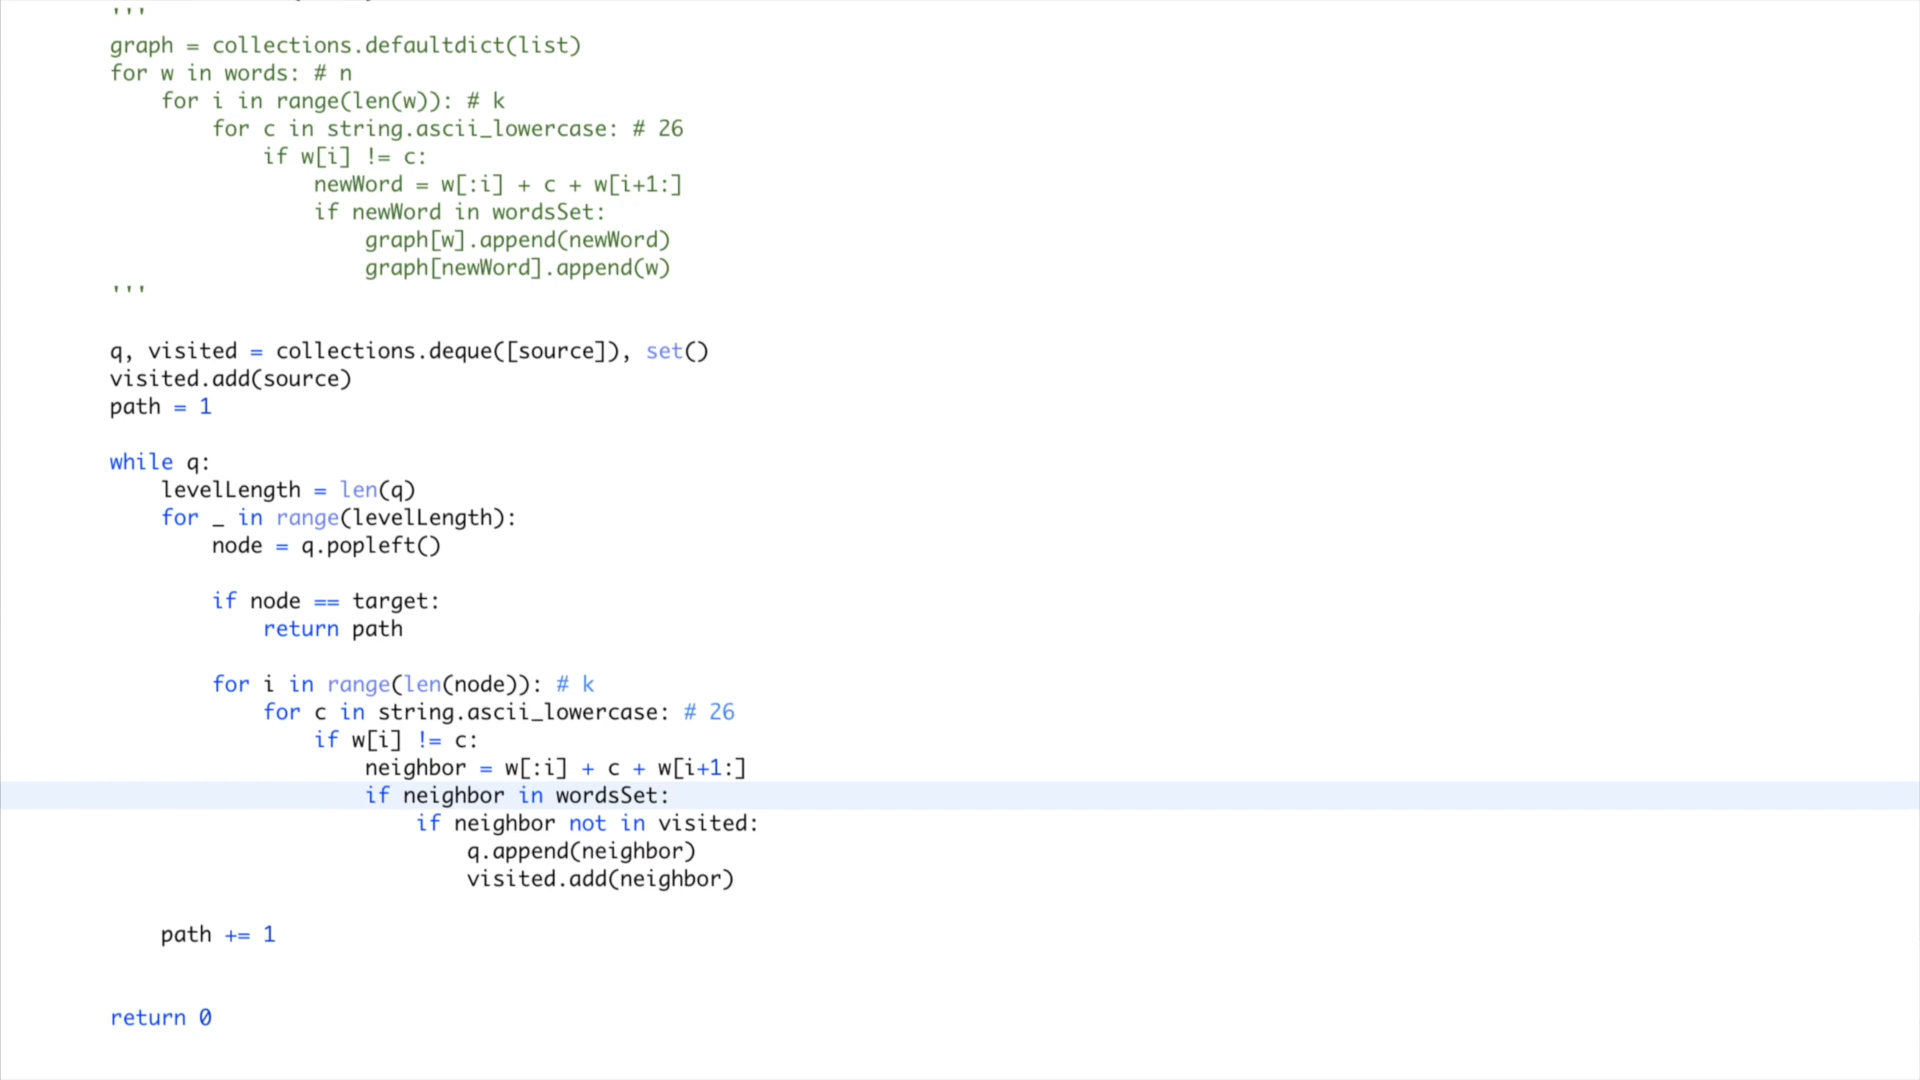 '''
graph = collections.defaultdict(list)
for w in words: # n
    for i in range(len(w)): # k
        for c in string.ascii_lowercase: # 26
            if w[i] != c:
                newWord = w[:i] + c + w[i+1:]
                if newWord in wordsSet:
                    graph[w].append(newWord)
                    graph[newWord].append(w)
'''
q, visited = collections.deque([source]), set()
visited.add(source)
path = 1
while q:
    levelLength = len(q)
    for _ in range(levelLength):
        node = q.popleft()
        if node == target:
            return path
        for i in range(len(node)): # k
            for c in string.ascii_lowercase: # 26
                if w[i] != c:
                    neighbor = w[:i] + c + w[i+1:]
                    if neighbor in wordsSet:
                        if neighbor not in visited:
                            q.append(neighbor)
                            visited.add(neighbor)
    path += 1
return 0